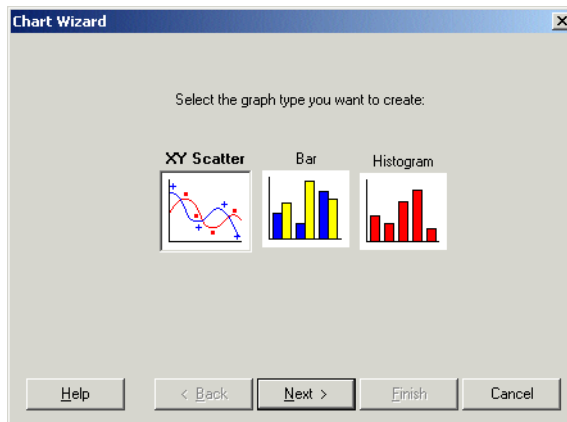 Chart Wizard
Select the graph type you want to create:
XY Scatter Bar Histogram
Help < Back Next > Finish Cancel